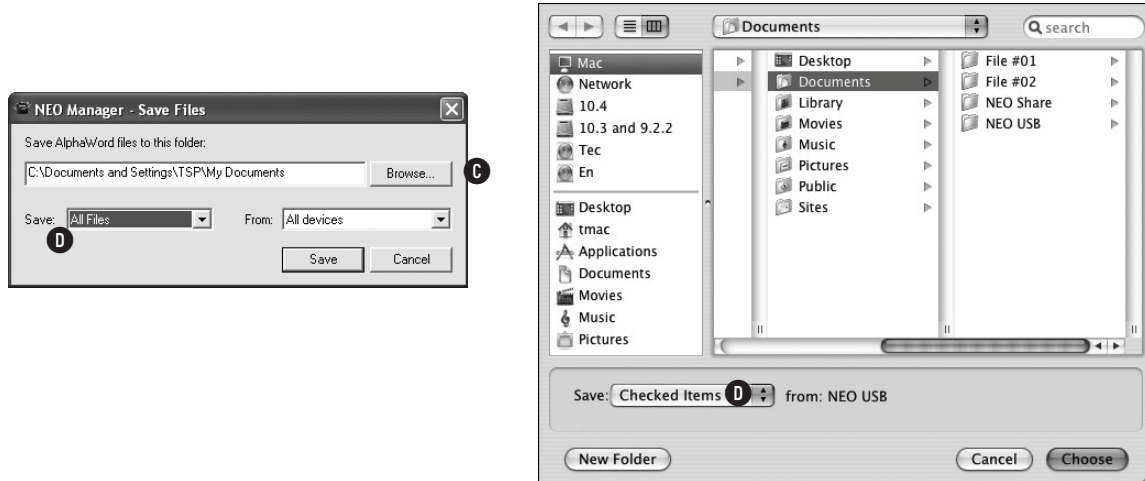 NEO Manager - Save Files
Save AlphaWord files to this folder:
C:\Documents and Settings\TSP\My Documents
Browse...
C
Save: All Files
From: All devices
D
Save
Cancel
Documents
search
Mac
Network
10.4
10.3 and 9.2.2
Tec
En
Desktop
tmac
Applications
Documents
Movies
Music
Pictures
Desktop
Documents
Library
Movies
Music
Pictures
Public
Sites
File #01
File #02
NEO Share
NEO USB
Save: Checked Items D from: NEO USB
New Folder
Cancel
Choose